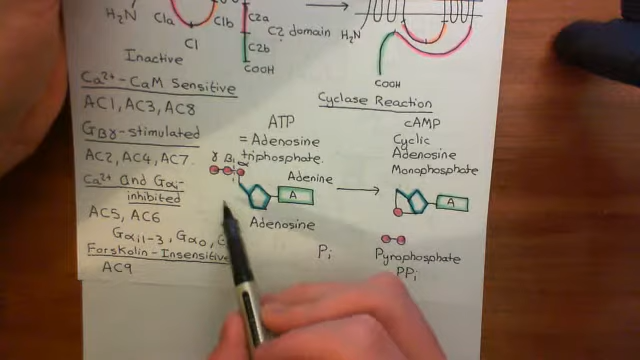 H₂N C1a C1b C2a
C1 C2 domain
C2b
COOH
Inactive
H₂N
COOH
Ca²⁺-CaM Sensitive
AC1, AC3, AC8
Gβγ-stimulated
AC2, AC4, AC7
Ca²⁺ and Gαi-
inhibited
AC5, AC6
Gαi1-3, Gαo, G
Forskolin-Insensitive
AC9
Cyclase Reaction
ATP
= Adenosine
triphosphate
γ β α
Adenine
A
Adenosine
Pi
cAMP
Cyclic
Adenosine
Monophosphate
A
Pyrophosphate
PPi